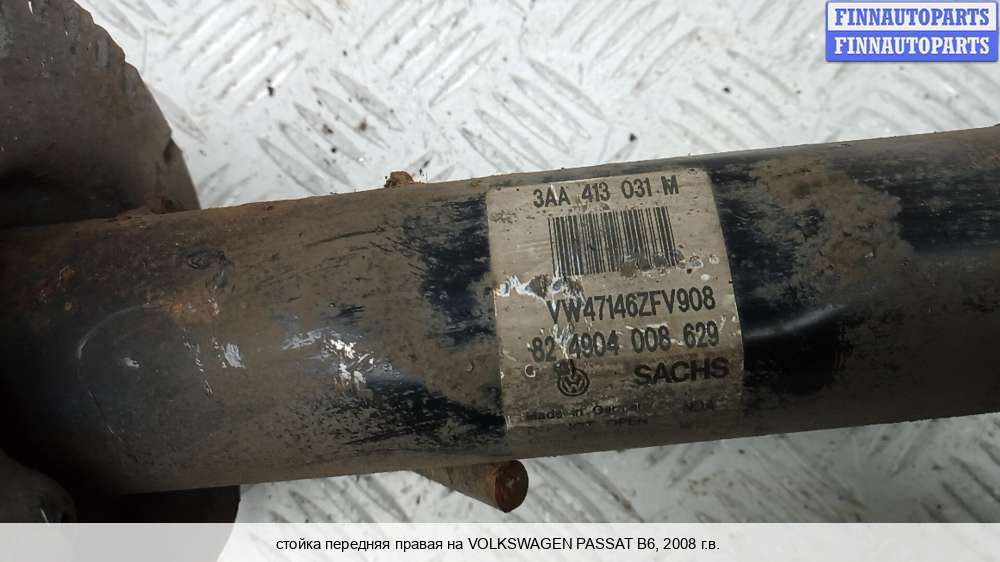 FINNAUTOPARTS
FINNAUTOPARTS
3AA 413 031 M
VW47146ZFV908
82 4904 008 629
SACHS
Made in
OPEN
стойка передняя правая на VOLKSWAGEN PASSAT B6, 2008 г.в.